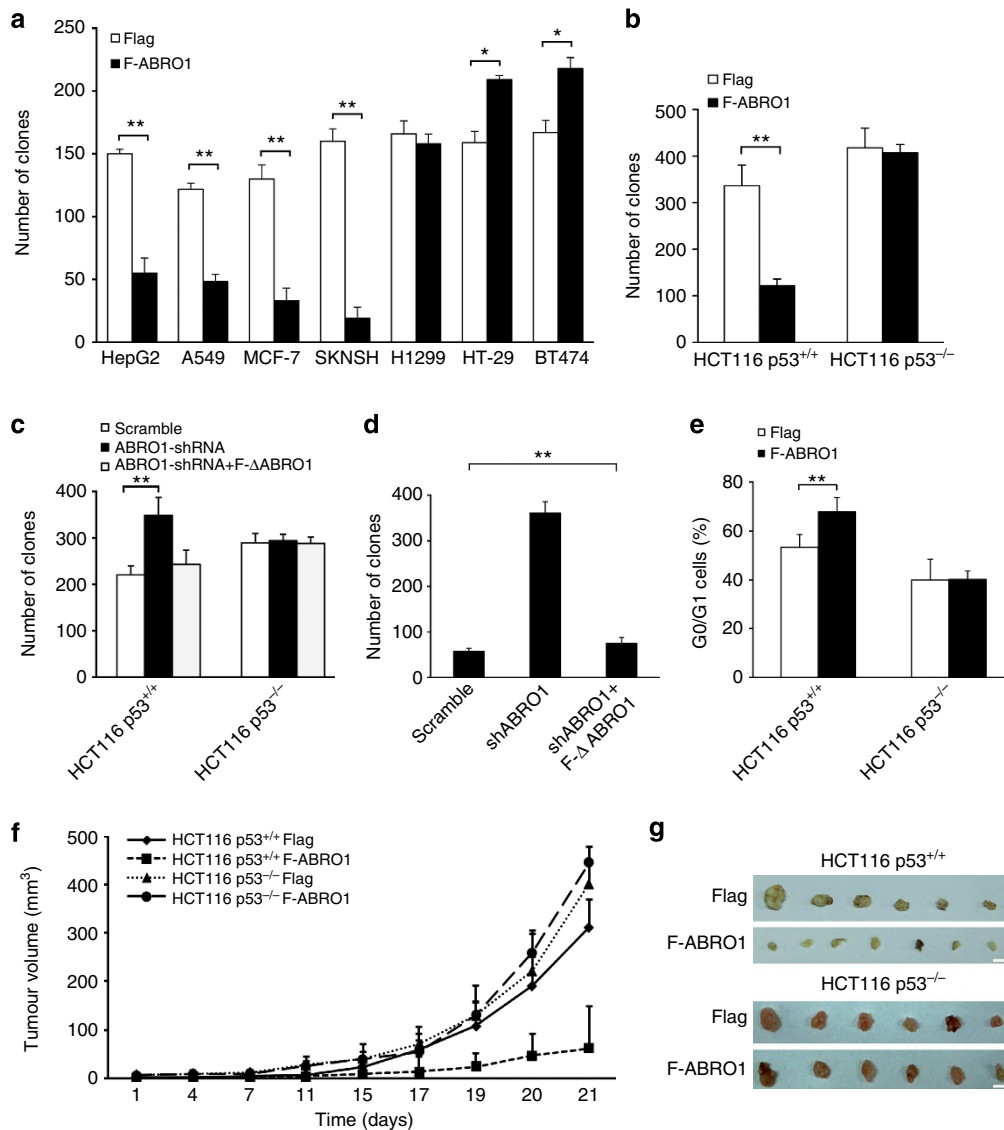 a
Flag
F-ABRO1
Number of clones
250
200
150
100
50
0
**
**
**
**
*
*
HepG2 A549 MCF-7 SKNSH H1299 HT-29 BT474
b
Flag
F-ABRO1
Number of clones
500
400
300
200
100
0
**
HCT116 p53+/+ HCT116 p53–/–
c
Scramble
ABRO1-shRNA
ABRO1-shRNA+F-ΔABRO1
Number of clones
400
300
200
100
0
**
HCT116 p53+/+
HCT116 p53–/–
d
Number of clones
400
300
200
100
0
**
Scramble
shABRO1
shABRO1+
F-Δ ABRO1
e
Flag
F-ABRO1
G0/G1 cells (%)
80
60
40
20
0
**
HCT116 p53+/+
HCT116 p53–/–
f
HCT116 p53+/+ Flag
HCT116 p53+/+ F-ABRO1
HCT116 p53–/– Flag
HCT116 p53–/– F-ABRO1
Tumour volume (mm3)
500
400
300
200
100
0
1 4 7 11 15 17 19 20 21
Time (days)
g
HCT116 p53+/+
Flag
F-ABRO1
HCT116 p53–/–
Flag
F-ABRO1